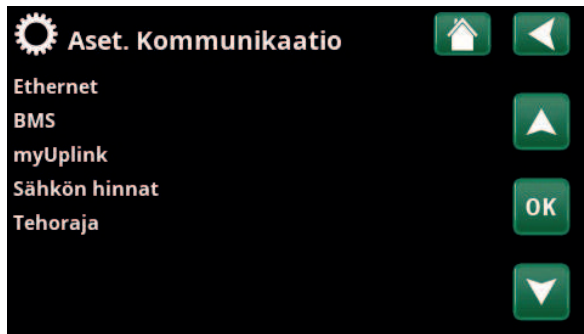 Aset. Kommunikaatio
Ethernet
BMS
myUplink
Sähkön hinnat
OK
Tehoraja